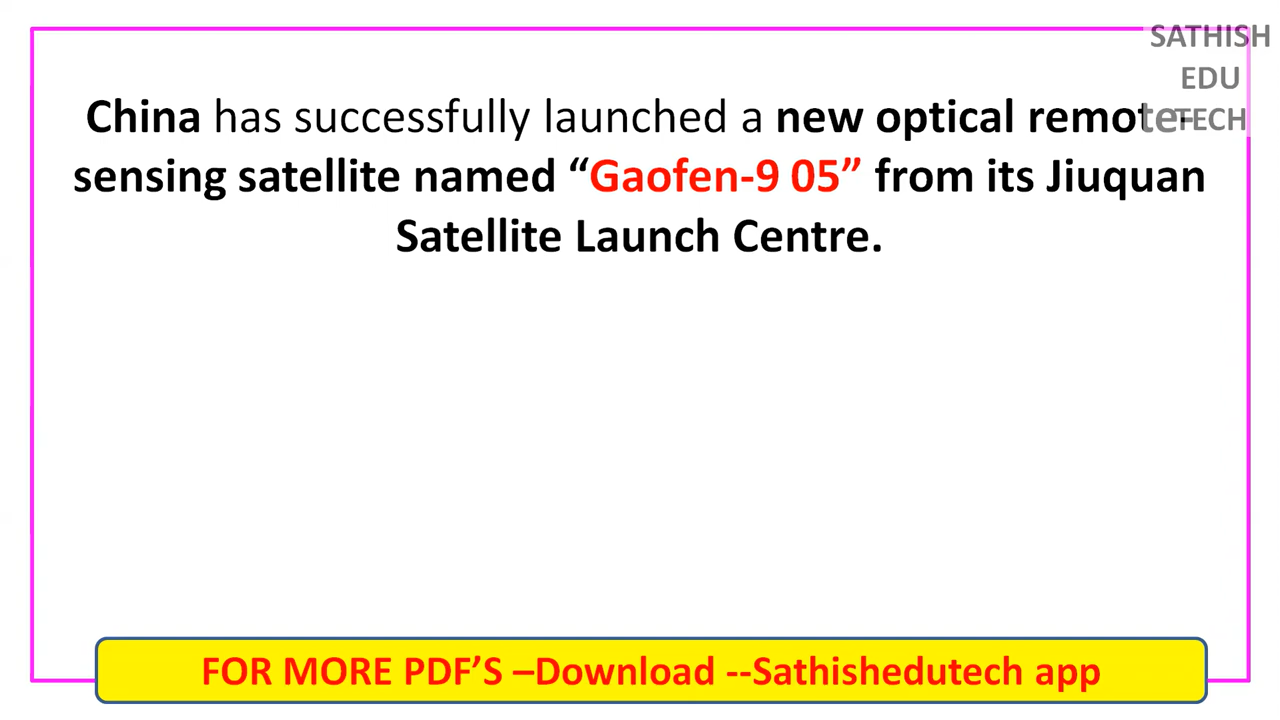 SATHISH
EDU
TECH
China has successfully launched a new optical remote-
sensing satellite named “Gaofen-9 05” from its Jiuquan
Satellite Launch Centre.
FOR MORE PDF’S –Download --Sathishedutech app